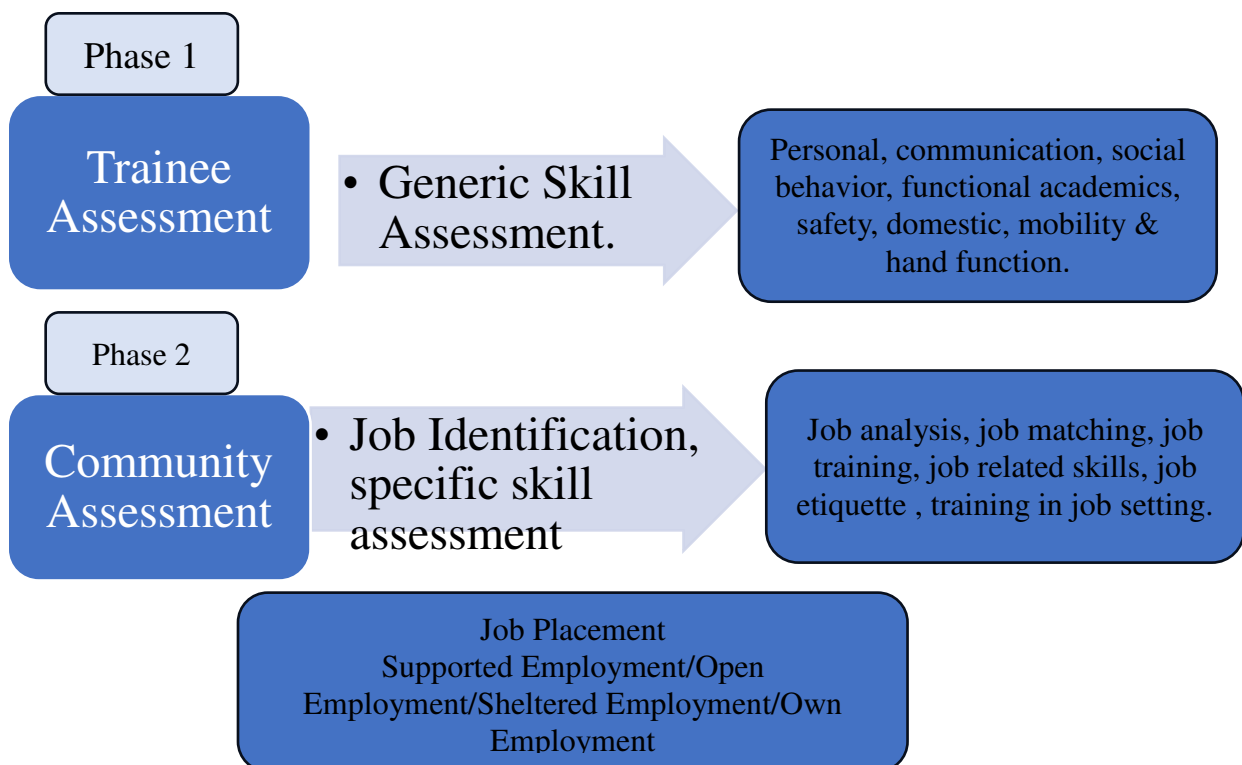 Phase 1
Trainee
Assessment
• Generic Skill
Assessment.
Personal, communication, social
behavior, functional academics,
safety, domestic, mobility &
hand function.
Phase 2
Community
Assessment
• Job Identification,
specific skill
assessment
Job analysis, job matching, job
training, job related skills, job
etiquette , training in job setting.
Job Placement
Supported Employment/Open
Employment/Sheltered Employment/Own
Employment